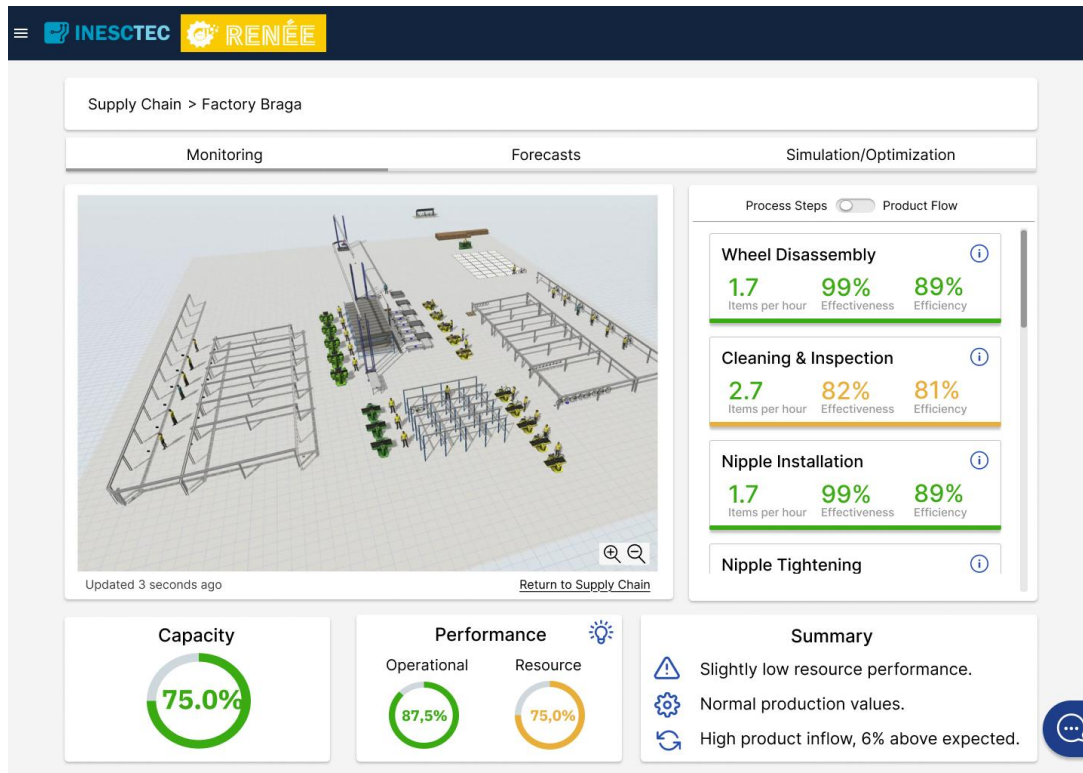 INESCTEC RENÉE
Supply Chain > Factory Braga
Monitoring Forecasts Simulation/Optimization
Process Steps Product Flow
Wheel Disassembly
1.7 99% 89%
Items per hour Effectiveness Efficiency
Cleaning & Inspection
2.7 82% 81%
Items per hour Effectiveness Efficiency
Nipple Installation
1.7 99% 89%
Items per hour Effectiveness Efficiency
Nipple Tightening
Updated 3 seconds ago Return to Supply Chain
Capacity
75.0%
Performance
Operational Resource
87,5% 75,0%
Summary
Slightly low resource performance.
Normal production values.
High product inflow, 6% above expected.